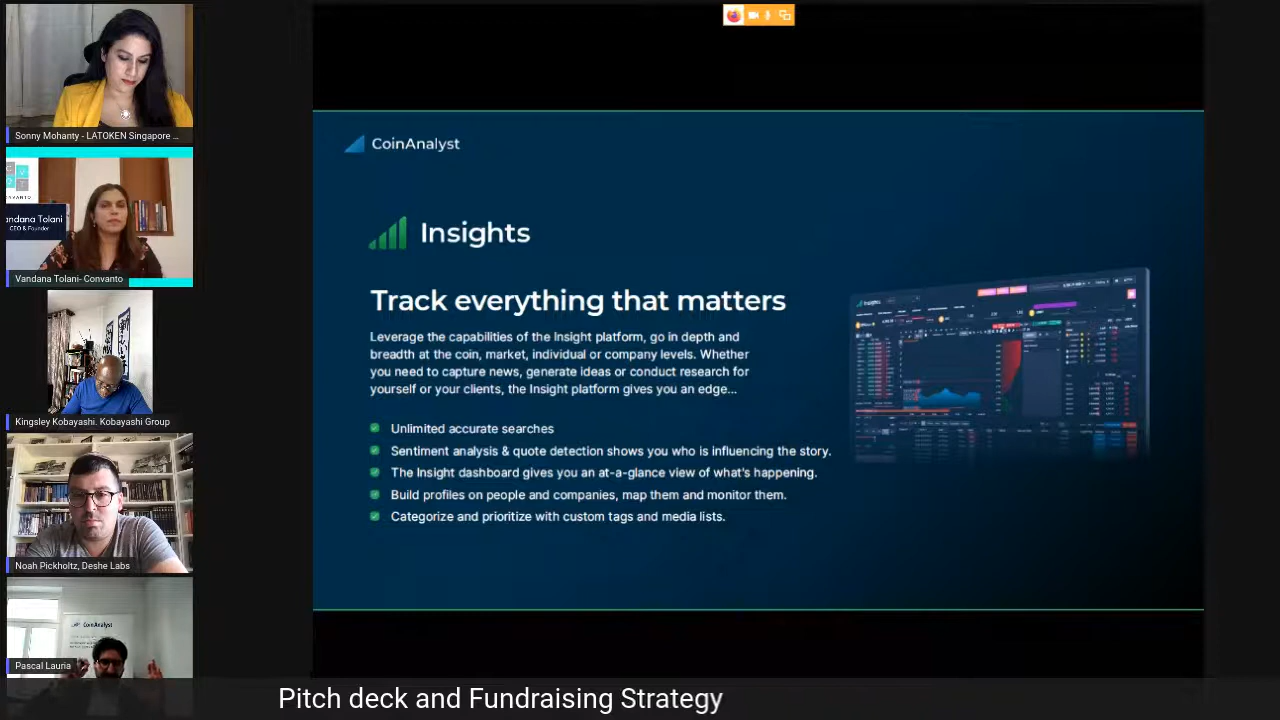 Sonny Mohanty - LATOKEN Singapore ...
Vandana Tolani
CEO & Founder
Vandana Tolani- Convanto
Kingsley Kobayashi. Kobayashi Group
Noah Pickholtz, Deshe Labs
CoinAnalyst
Pascal Lauria
CoinAnalyst
Insights
Track everything that matters
Leverage the capabilities of the Insight platform, go in depth and
breadth at the coin, market, individual or company levels. Whether
you need to capture news, generate ideas or conduct research for
yourself or your clients, the Insight platform gives you an edge...
Unlimited accurate searches
Sentiment analysis & quote detection shows you who is influencing the story.
The Insight dashboard gives you an at-a-glance view of what's happening.
Build profiles on people and companies, map them and monitor them.
Categorize and prioritize with custom tags and media lists.
Insights
Pitch deck and Fundraising Strategy